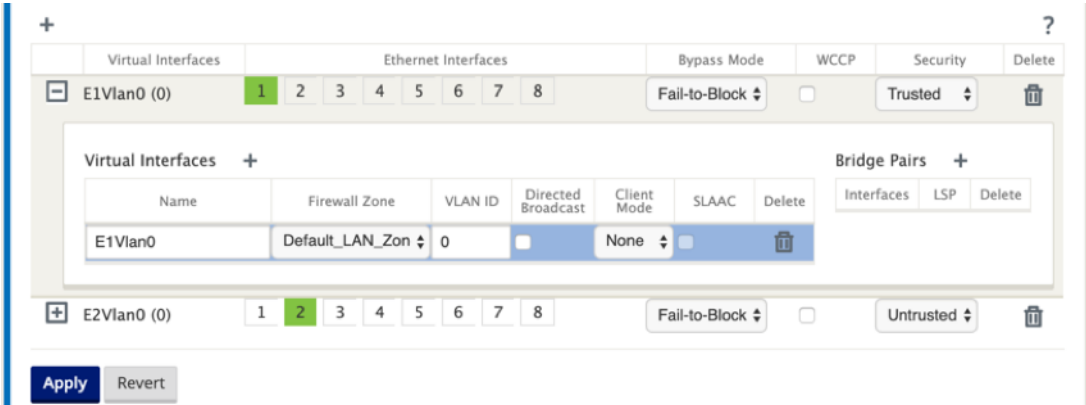 + ?
Virtual Interfaces Ethernet Interfaces Bypass Mode WCCP Security Delete
E1Vlan0 (0) 1 2 3 4 5 6 7 8 Fail-to-Block Trusted
Virtual Interfaces + Bridge Pairs +
Name Firewall Zone VLAN ID Directed Broadcast Client Mode SLAAC Delete Interfaces LSP Delete
E1Vlan0 Default_LAN_Zon 0 None
E2Vlan0 (0) 1 2 3 4 5 6 7 8 Fail-to-Block Untrusted
Apply Revert